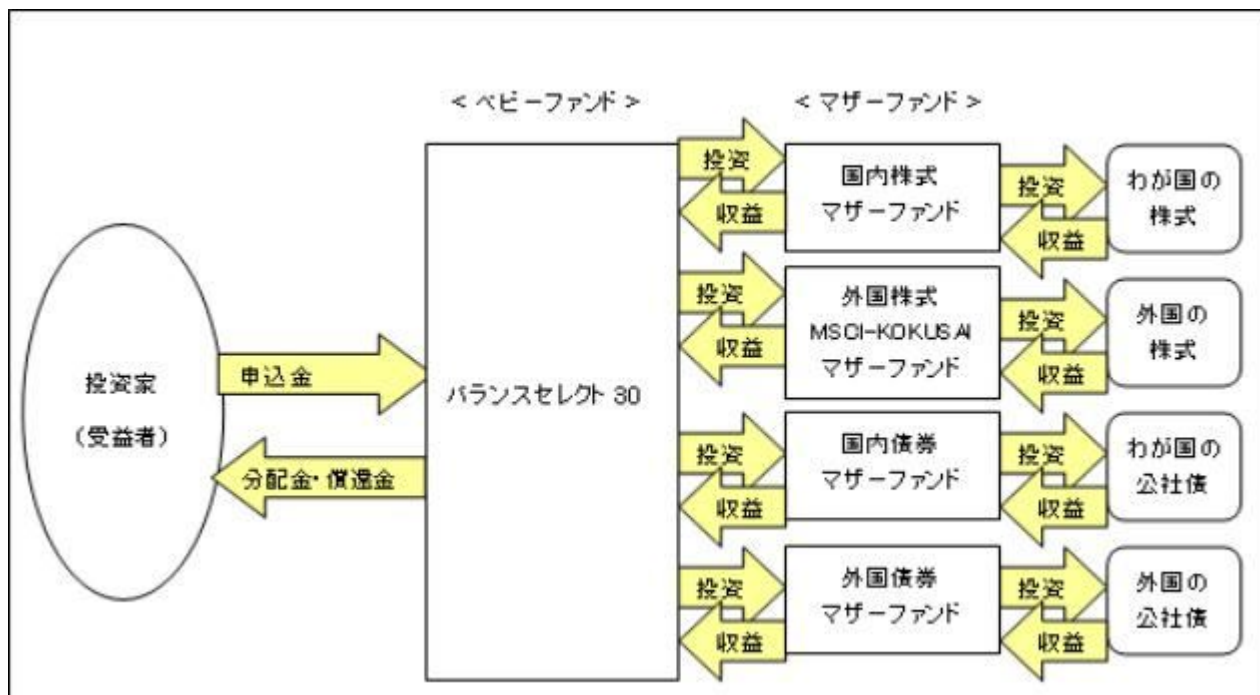 < ベビーファンド >
< マザーファンド >
投資家
(受益者)
申込金
分配金・償還金
バランスセレクト 30
投資
収益
国内株式
マザーファンド
投資
収益
わが国の
株式
投資
収益
外国株式
MSCI-KOKUSAI
マザーファンド
投資
収益
外国の
株式
投資
収益
国内債券
マザーファンド
投資
収益
わが国の
公社債
投資
収益
外国債券
マザーファンド
投資
収益
外国の
公社債